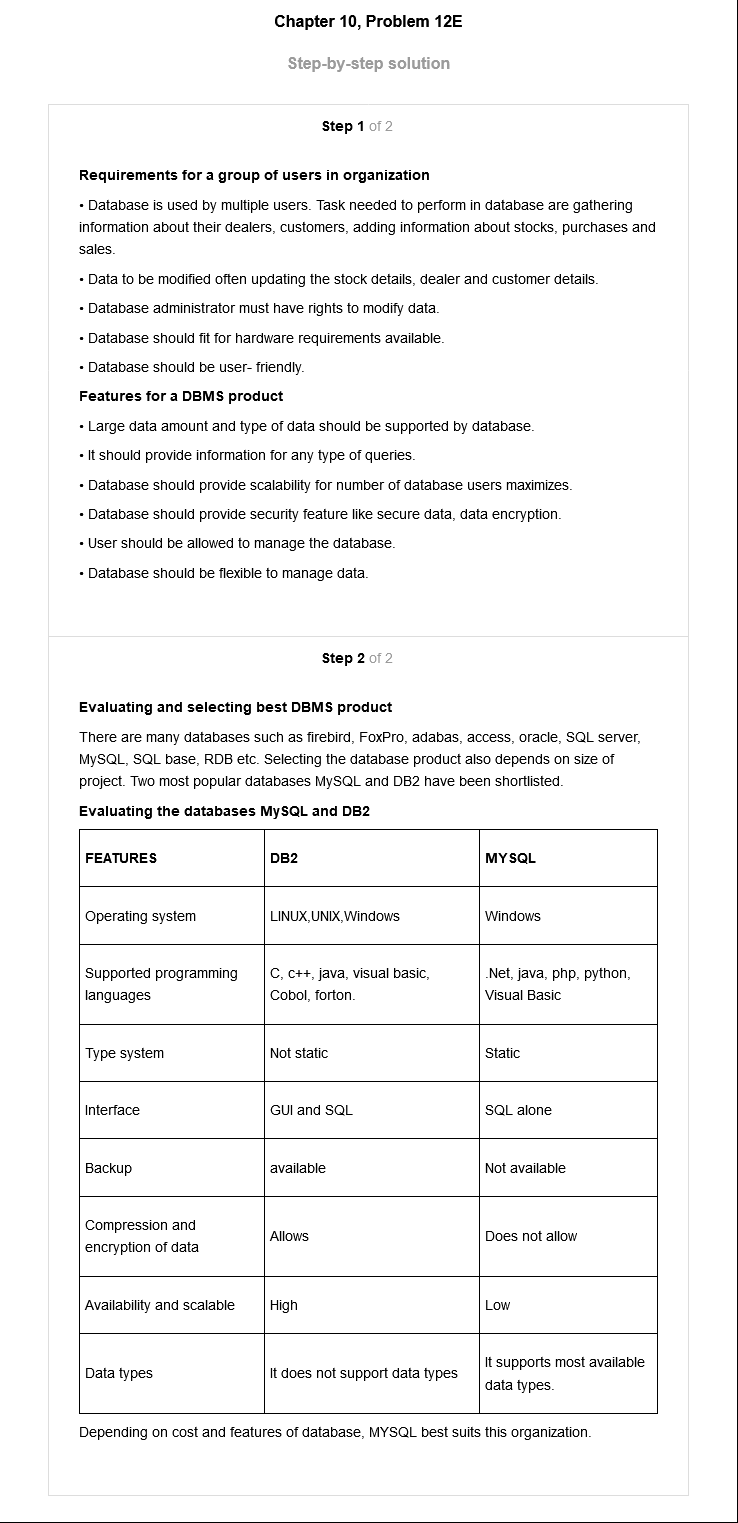 Chapter 10, Problem 12E
Step-by-step solution
Step 1 of 2
Requirements for a group of users in organization
• Database is used by multiple users. Task needed to perform in database are gathering
information about their dealers, customers, adding information about stocks, purchases and
sales.
• Data to be modified often updating the stock details, dealer and customer details.
• Database administrator must have rights to modify data.
• Database should fit for hardware requirements available.
• Database should be user- friendly.
Features for a DBMS product
• Large data amount and type of data should be supported by database.
• It should provide information for any type of queries.
• Database should provide scalability for number of database users maximizes.
• Database should provide security feature like secure data, data encryption.
• User should be allowed to manage the database.
• Database should be flexible to manage data.
Step 2 of 2
Evaluating and selecting best DBMS product
There are many databases such as firebird, FoxPro, adabas, access, oracle, SQL server,
MySQL, SQL base, RDB etc. Selecting the database product also depends on size of
project. Two most popular databases MySQL and DB2 have been shortlisted.
Evaluating the databases MySQL and DB2
FEATURES DB2 MYSQL
Operating system LINUX,UNIX,Windows Windows
Supported programming C, c++, java, visual basic, .Net, java, php, python,
languages Cobol, forton. Visual Basic
Type system Not static Static
Interface GUI and SQL SQL alone
Backup available Not available
Compression and
encryption of data Allows Does not allow
Availability and scalable High Low
Data types It does not support data types It supports most available
data types.
Depending on cost and features of database, MYSQL best suits this organization.